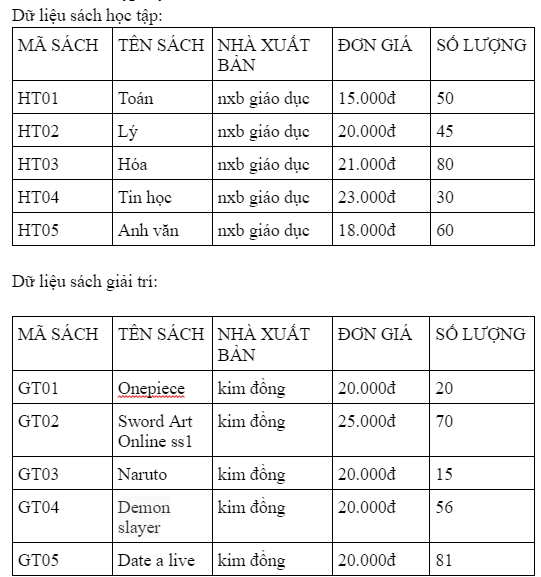 Dữ liệu sách học tập:
MÃ SÁCH TÊN SÁCH NHÀ XUẤT BẢN ĐƠN GIÁ SỐ LƯỢNG
HT01 Toán nxb giáo dục 15.000đ 50
HT02 Lý nxb giáo dục 20.000đ 45
HT03 Hóa nxb giáo dục 21.000đ 80
HT04 Tin học nxb giáo dục 23.000đ 30
HT05 Anh văn nxb giáo dục 18.000đ 60
Dữ liệu sách giải trí:
MÃ SÁCH TÊN SÁCH NHÀ XUẤT BẢN ĐƠN GIÁ SỐ LƯỢNG
GT01 Onepiece kim đồng 20.000đ 20
GT02 Sword Art Online ss1 kim đồng 25.000đ 70
GT03 Naruto kim đồng 20.000đ 15
GT04 Demon slayer kim đồng 20.000đ 56
GT05 Date a live kim đồng 20.000đ 81